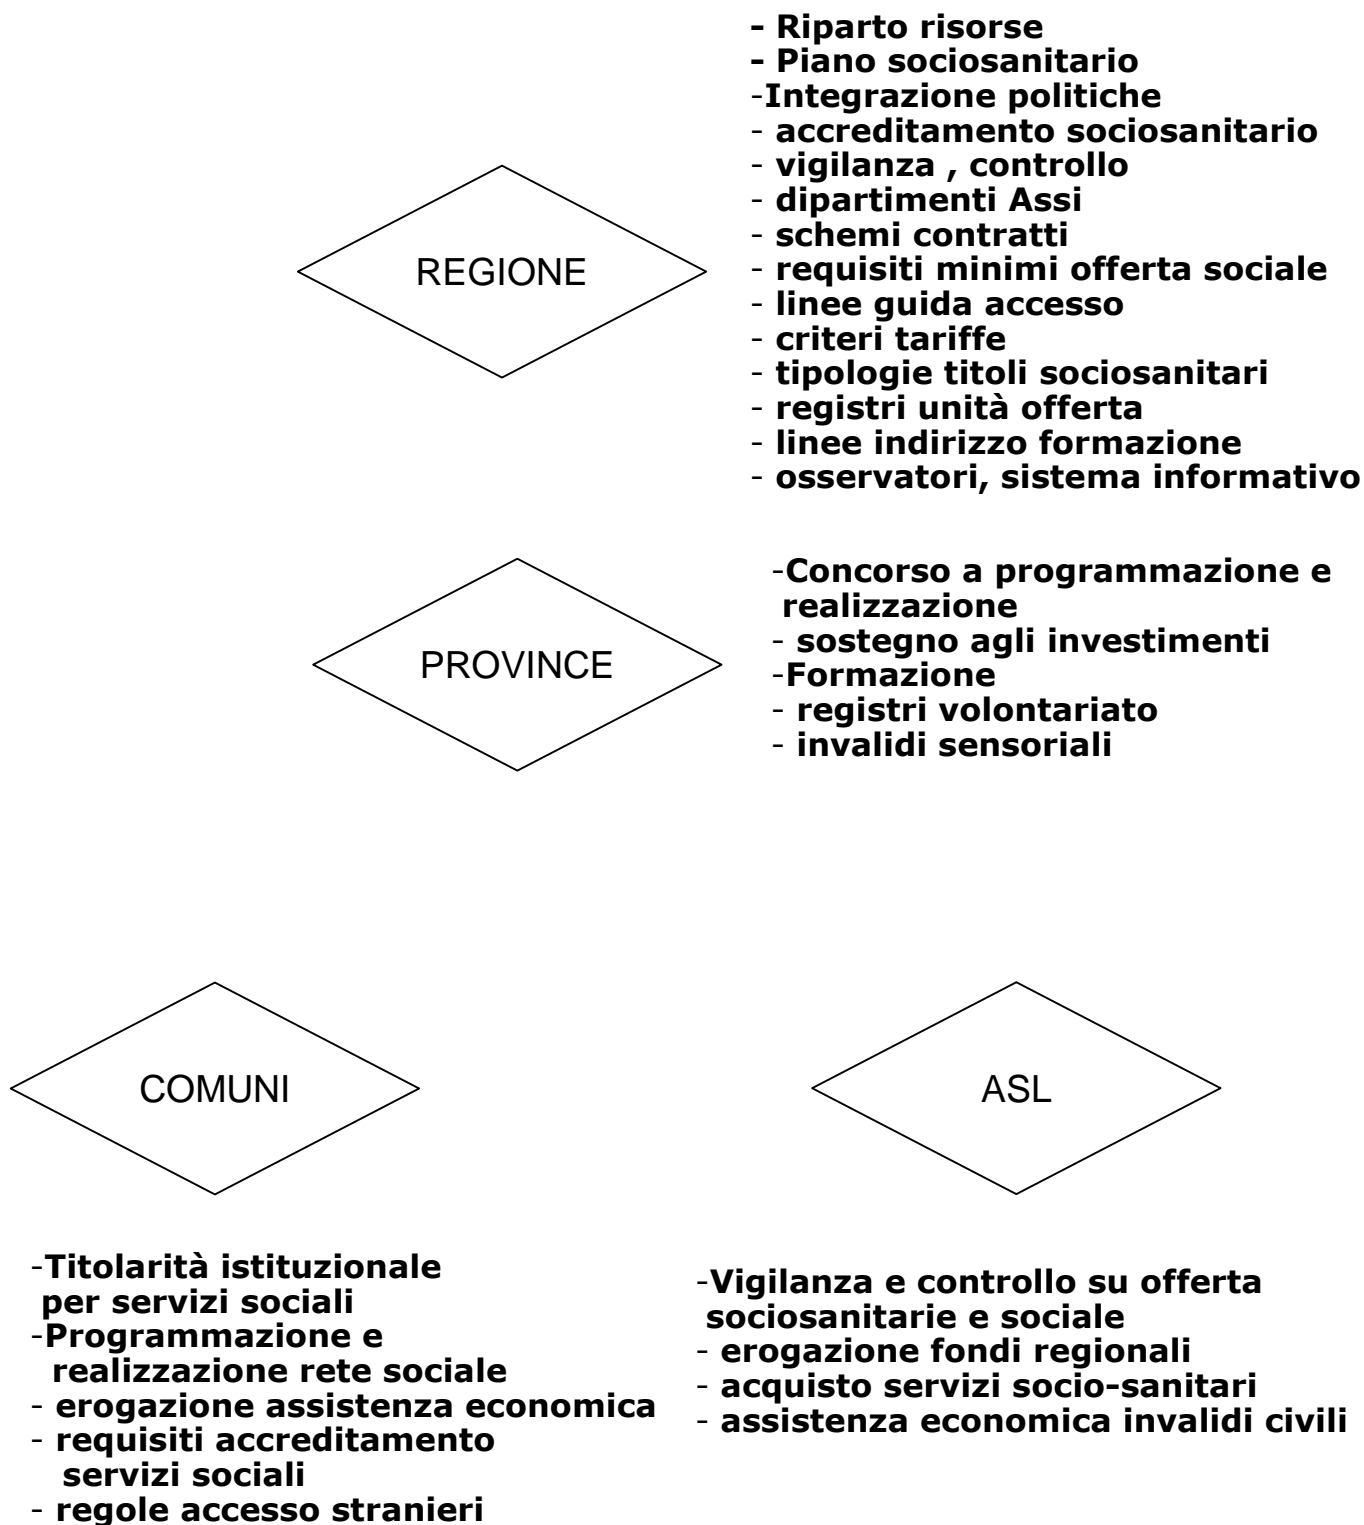 - Riparto risorse
- Piano sociosanitario
-Integrazione politiche
- accreditamento sociosanitario
- vigilanza , controllo
- dipartimenti Assi
- schemi contratti
- requisiti minimi offerta sociale
- linee guida accesso
- criteri tariffe
- tipologie titoli sociosanitari
- registri unità offerta
- linee indirizzo formazione
- osservatori, sistema informativo
REGIONE
-Concorso a programmazione e
realizzazione
- sostegno agli investimenti
-Formazione
- registri volontariato
- invalidi sensoriali
PROVINCE
COMUNI
-Titolarità istituzionale
per servizi sociali
-Programmazione e
realizzazione rete sociale
- erogazione assistenza economica
- requisiti accreditamento
servizi sociali
- regole accesso stranieri
ASL
-Vigilanza e controllo su offerta
sociosanitarie e sociale
- erogazione fondi regionali
- acquisto servizi socio-sanitari
- assistenza economica invalidi civili